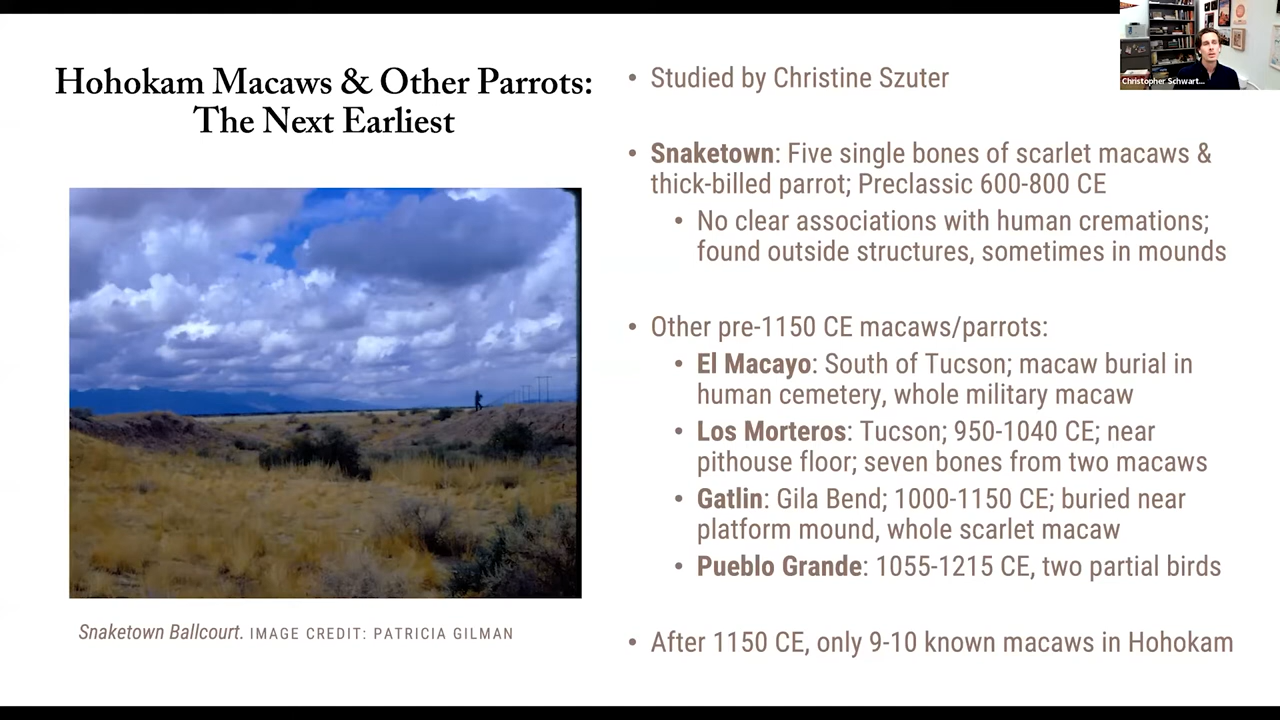 Hohokam Macaws & Other Parrots:
The Next Earliest
Snaketown Ballcourt. IMAGE CREDIT: PATRICIA GILMAN
• Studied by Christine Szuter
• Snaketown: Five single bones of scarlet macaws &
thick-billed parrot; Preclassic 600-800 CE
• No clear associations with human cremations;
found outside structures, sometimes in mounds
• Other pre-1150 CE macaws/parrots:
• El Macayo: South of Tucson; macaw burial in
human cemetery, whole military macaw
• Los Morteros: Tucson; 950-1040 CE; near
pithouse floor; seven bones from two macaws
• Gatlin: Gila Bend; 1000-1150 CE; buried near
platform mound, whole scarlet macaw
• Pueblo Grande: 1055-1215 CE, two partial birds
• After 1150 CE, only 9-10 known macaws in Hohokam
Christopher Schwart...